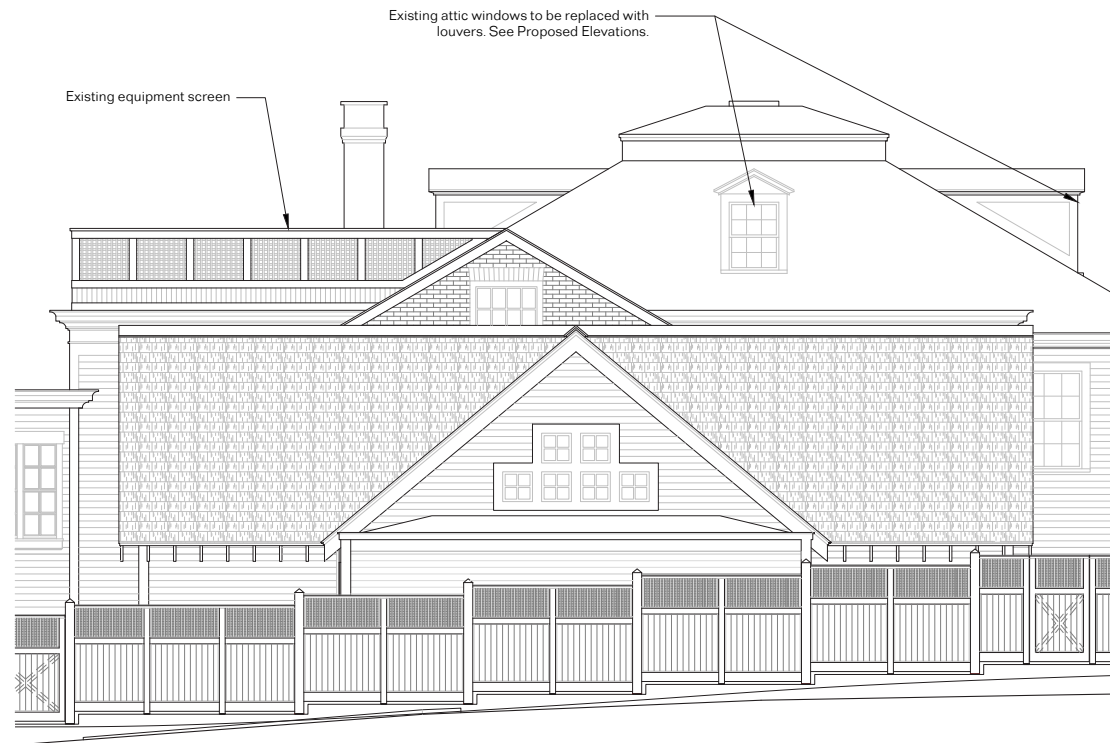 Existing attic windows to be replaced with
louvers. See Proposed Elevations.
Existing equipment screen